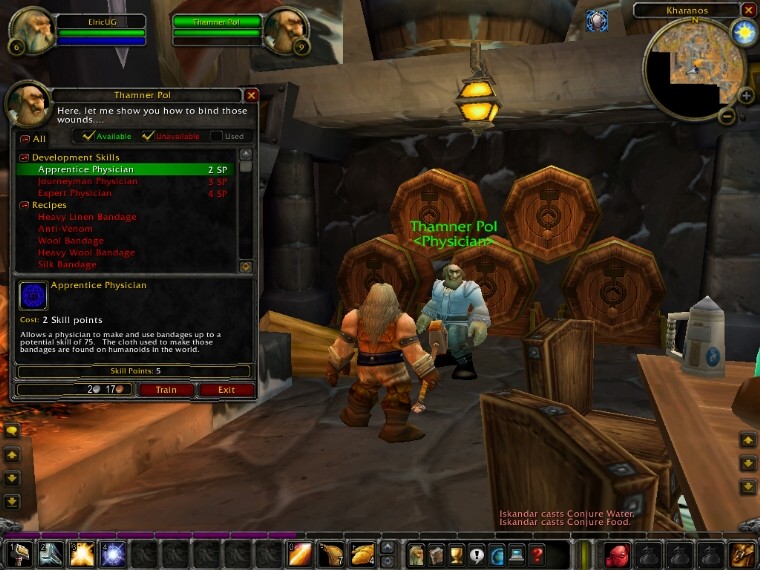 ElricUG
Thamner Pol
6
9
Kharanos
N
Thamner Pol
Here, let me show you how to bind those
wounds....
All
Available
Unavailable
Used
Development Skills
Apprentice Physician 2 SP
Journeyman Physician 3 SP
Expert Physician 4 SP
Recipes
Heavy Linen Bandage
Anti-Venom
Wool Bandage
Heavy Wool Bandage
Silk Bandage
Apprentice Physician
Cost: 2 Skill points
Allows a physician to make and use bandages up to a
potential skill of 75. The cloth used to make those
bandages are found on humanoids in the world.
Skill Points: 5
2 17
Train
Exit
Thamner Pol
<Physician>
Iskandar casts Conjure Water.
Iskandar casts Conjure Food.